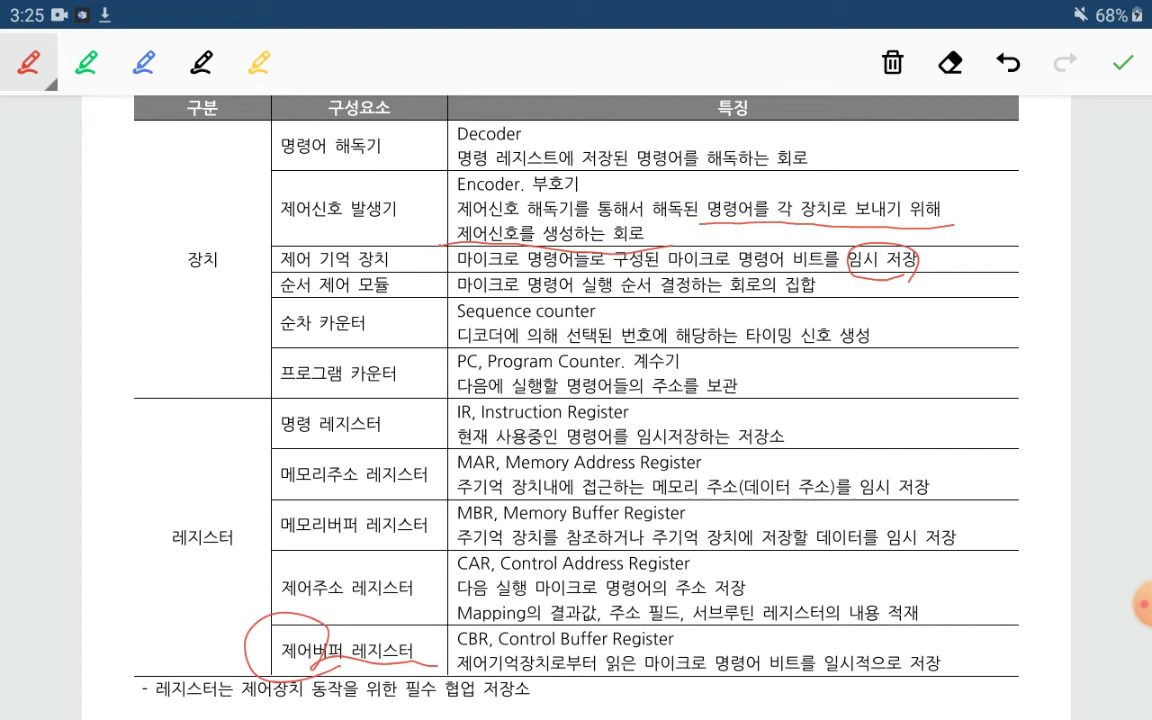 3:25
68%
구분 구성요소 특징
장치
명령어 해독기
Decoder
명령 레지스트에 저장된 명령어를 해독하는 회로
제어신호 발생기
Encoder. 부호기
제어신호 해독기를 통해서 해독된 명령어를 각 장치로 보내기 위해
제어신호를 생성하는 회로
제어 기억 장치
마이크로 명령어들로 구성된 마이크로 명령어 비트를 임시 저장
순서 제어 모듈
마이크로 명령어 실행 순서 결정하는 회로의 집합
순차 카운터
Sequence counter
디코더에 의해 선택된 번호에 해당하는 타이밍 신호 생성
프로그램 카운터
PC, Program Counter. 계수기
다음에 실행할 명령어들의 주소를 보관
레지스터
명령 레지스터
IR, Instruction Register
현재 사용중인 명령어를 임시저장하는 저장소
메모리주소 레지스터
MAR, Memory Address Register
주기억 장치내에 접근하는 메모리 주소(데이터 주소)를 임시 저장
메모리버퍼 레지스터
MBR, Memory Buffer Register
주기억 장치를 참조하거나 주기억 장치에 저장할 데이터를 임시 저장
제어주소 레지스터
CAR, Control Address Register
다음 실행 마이크로 명령어의 주소 저장
Mapping의 결과값, 주소 필드, 서브루틴 레지스터의 내용 적재
제어버퍼 레지스터
CBR, Control Buffer Register
제어기억장치로부터 읽은 마이크로 명령어 비트를 일시적으로 저장
- 레지스터는 제어장치 동작을 위한 필수 협업 저장소